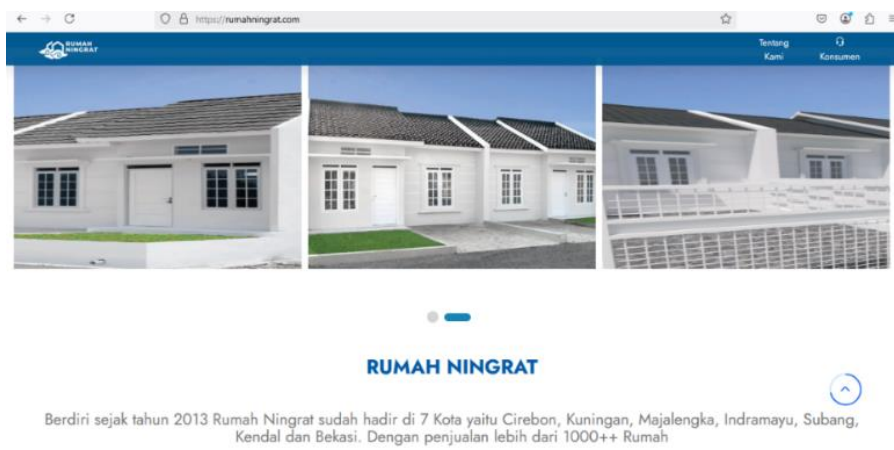 https://rumahningrat.com
RUMAH
NINGRAT
Tentang
Kami
Konsumen
RUMAH NINGRAT
Berdiri sejak tahun 2013 Rumah Ningrat sudah hadir di 7 Kota yaitu Cirebon, Kuningan, Majalengka, Indramayu, Subang,
Kendal dan Bekasi. Dengan penjualan lebih dari 1000++ Rumah